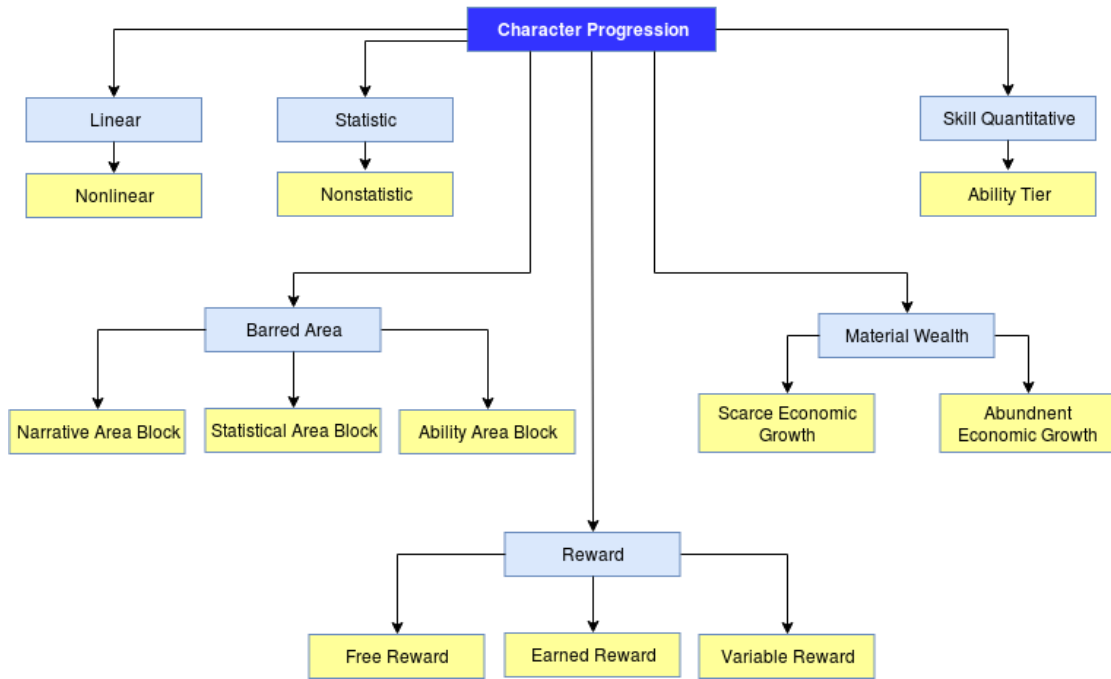 Character Progression
Linear
Statistic
Skill Quantitative
Nonlinear
Nonstatistic
Ability Tier
Barred Area
Material Wealth
Narrative Area Block
Statistical Area Block
Ability Area Block
Scarce Economic
Growth
Abundnent
Economic Growth
Reward
Free Reward
Earned Reward
Variable Reward